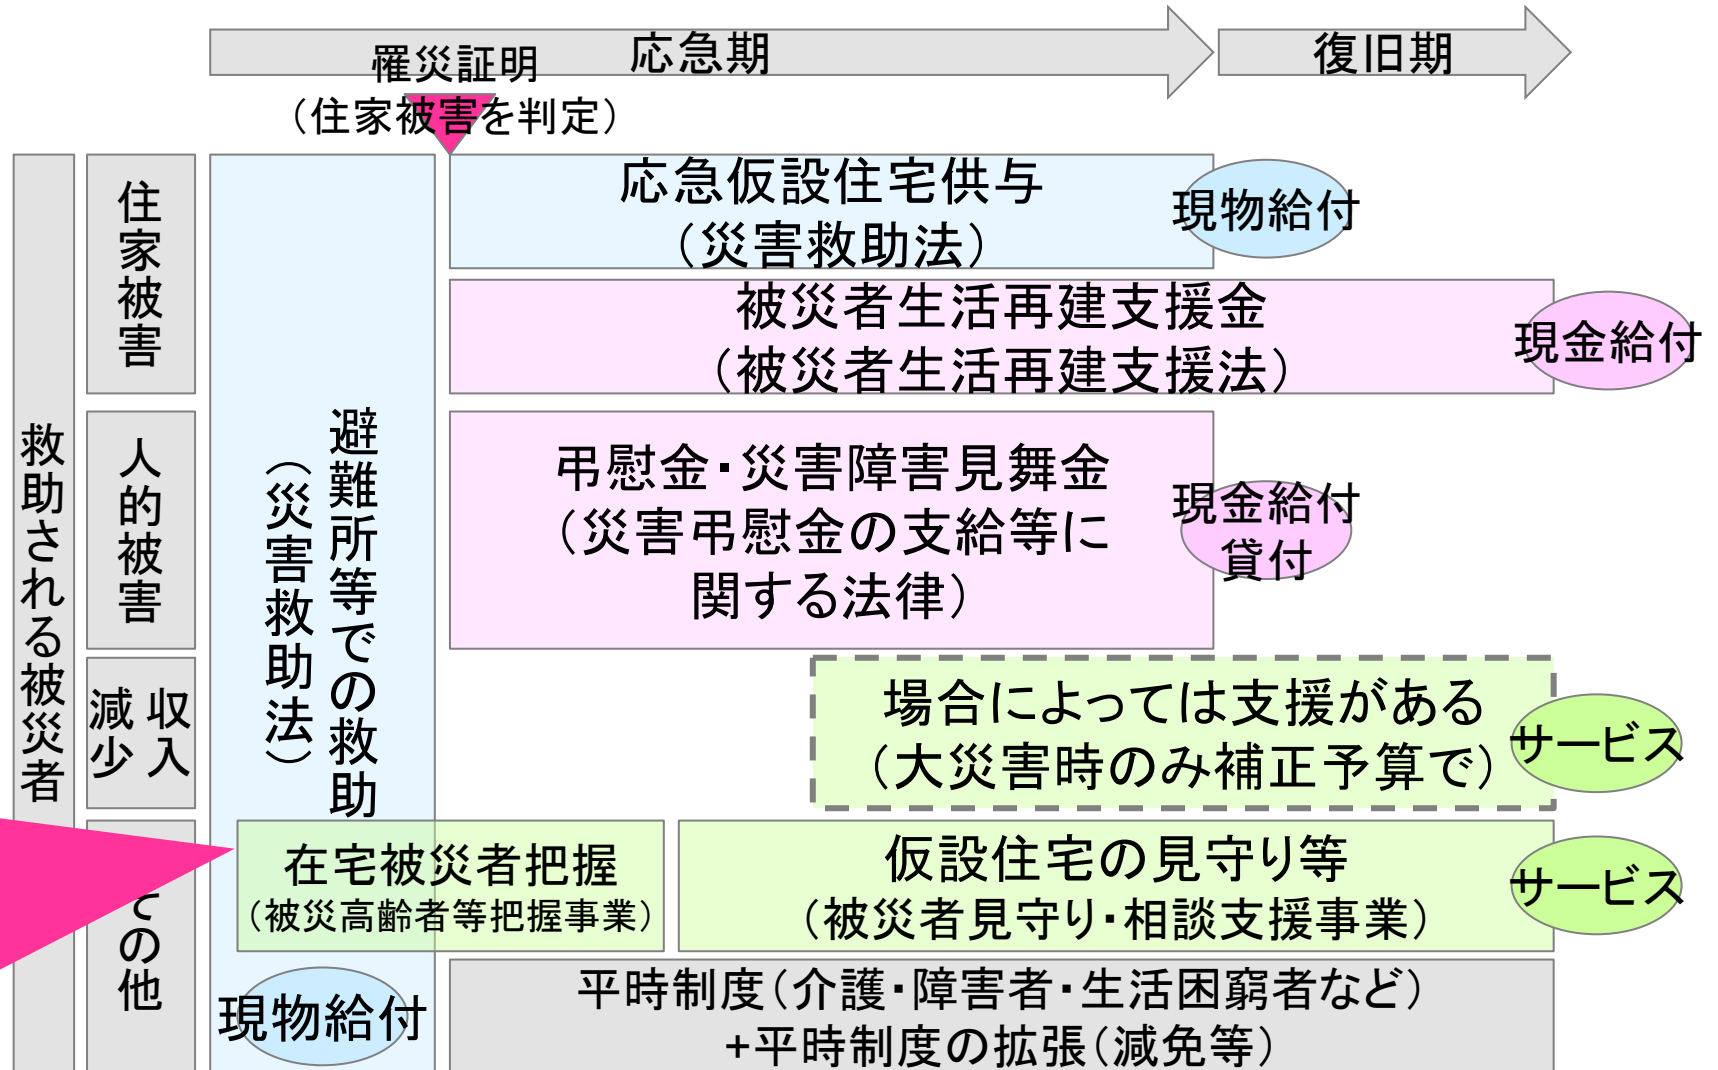 応急期
復旧期
罹災証明
（住家被害を判定）
救助される被災者
住家被害
人的被害
収入
減少
ての他
避難所等での救助
（災害救助法）
現物給付
応急仮設住宅供与
（災害救助法）
現物給付
被災者生活再建支援金
（被災者生活再建支援法）
現金給付
弔慰金・災害障害見舞金
（災害弔慰金の支給等に
関する法律）
現金給付
貸付
場合によっては支援がある
（大災害時のみ補正予算で）
サービス
在宅被災者把握
（被災高齢者等把握事業）
仮設住宅の見守り等
（被災者見守り・相談支援事業）
サービス
平時制度（介護・障害者・生活困窮者など）
+平時制度の拡張（減免等）